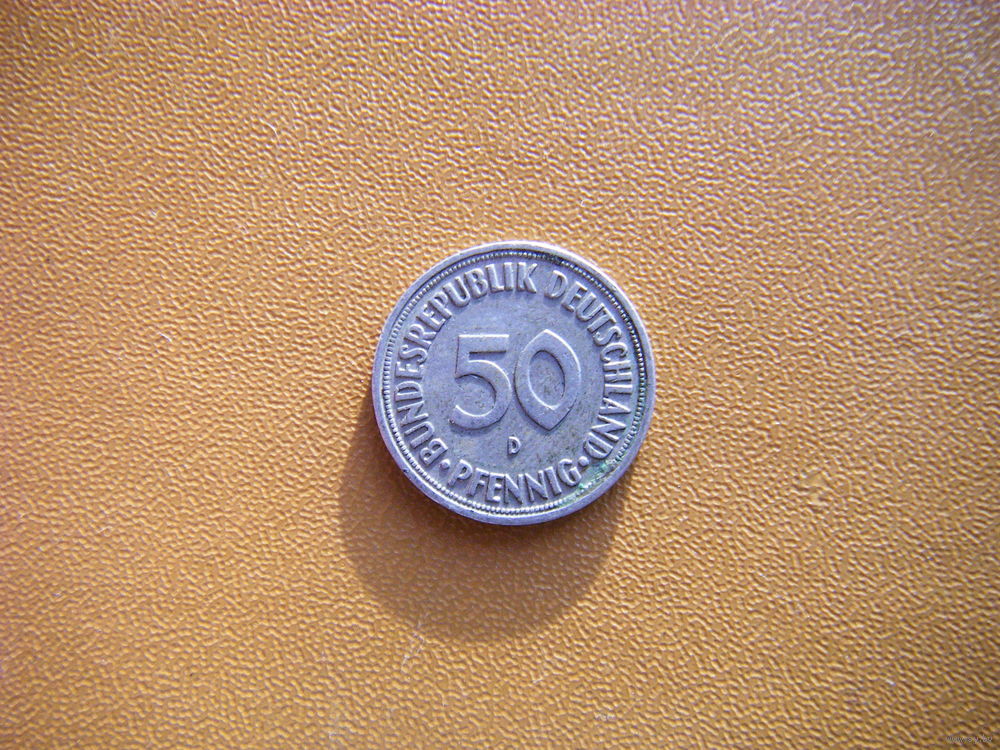 BUNDESREPUBLIK DEUTSCHLAND
50
D
• PFENNIG •